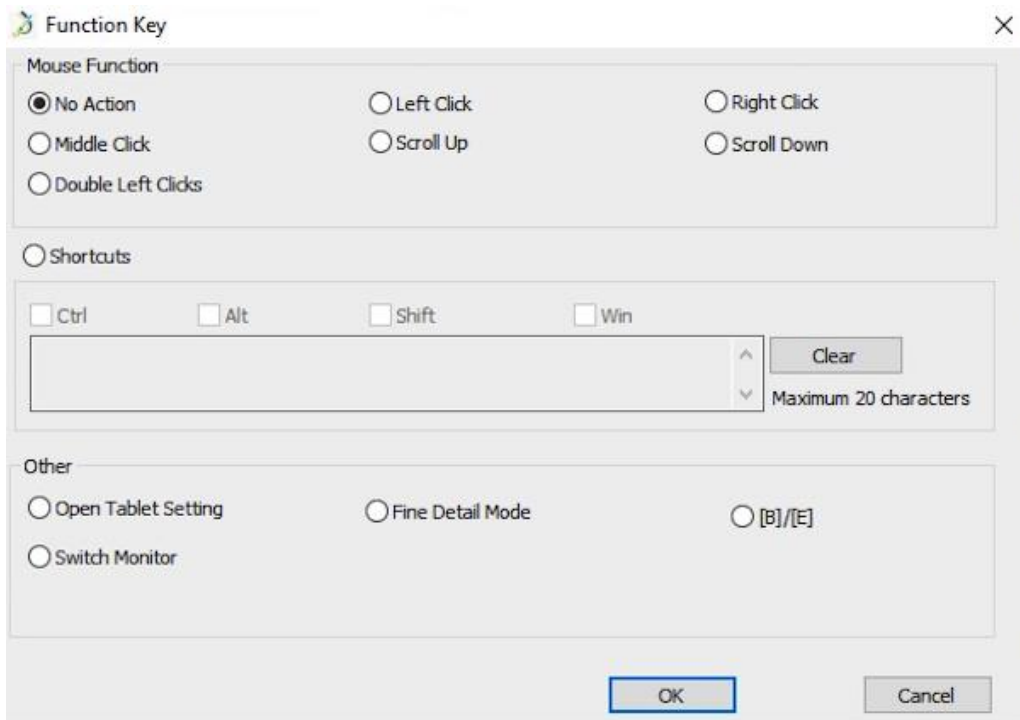 Function Key
Mouse Function
No Action Left Click Right Click
Middle Click Scroll Up Scroll Down
Double Left Clicks
Shortcuts
Ctrl Alt Shift Win
Clear
Maximum 20 characters
Other
Open Tablet Setting Fine Detail Mode [B]/[E]
Switch Monitor
OK Cancel